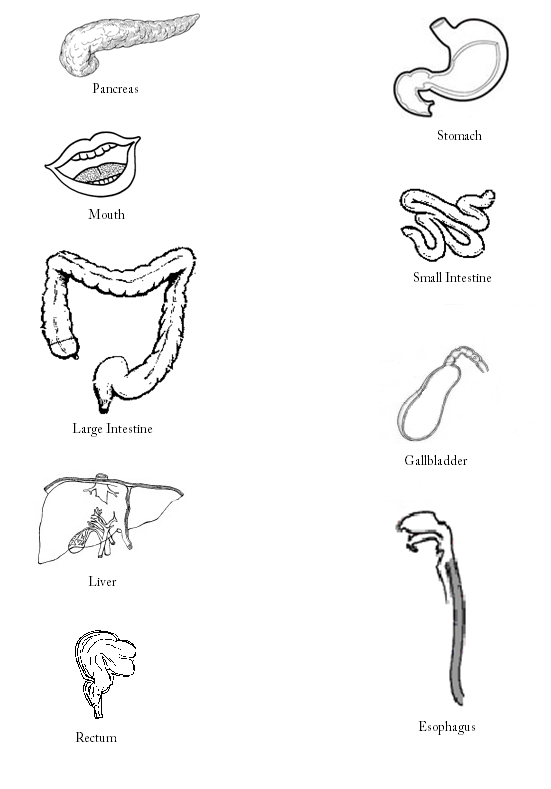 Pancreas
Stomach
Mouth
Small Intestine
Large Intestine
Gallbladder
Liver
Esophagus
Rectum